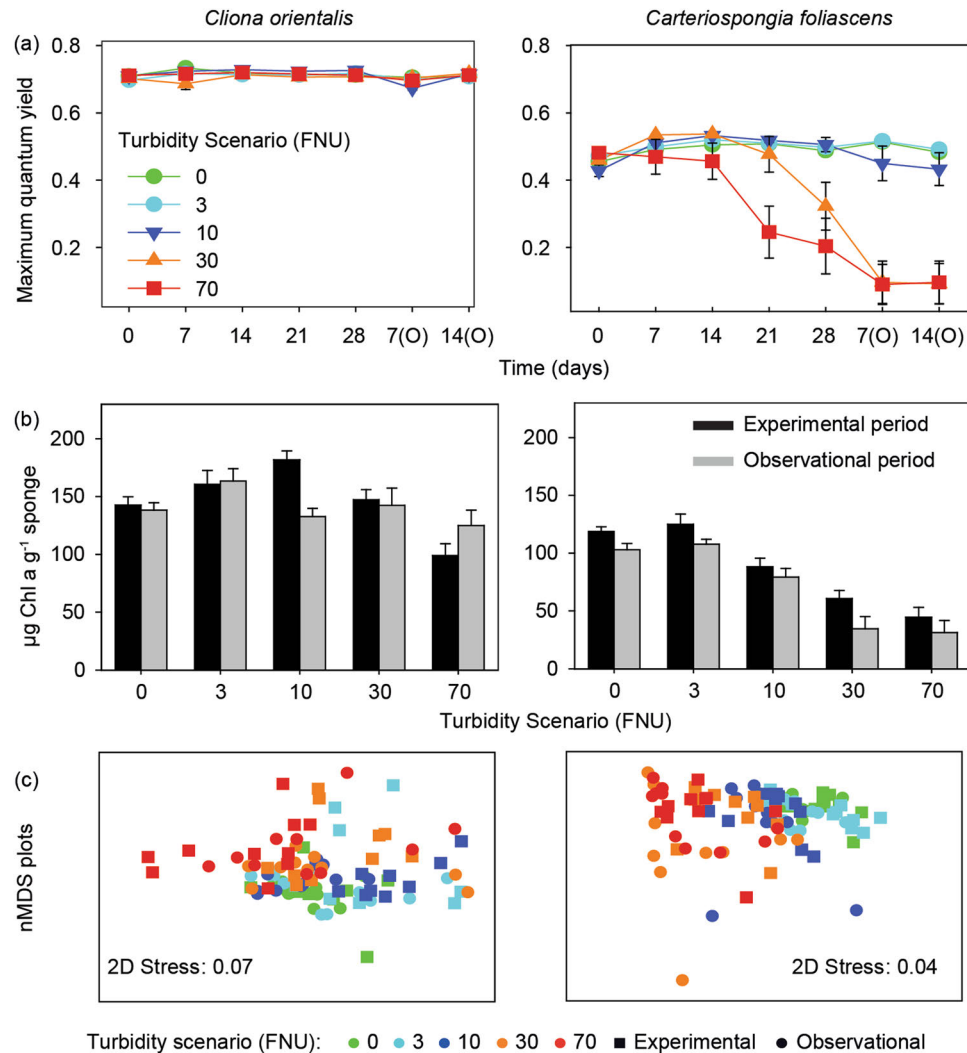 Cliona orientalis
Carteriospongia foliascens
(a)
0.8
0.6
0.4
0.2
Maximum quantum yield
Turbidity Scenario (FNU)
0
3
10
30
70
0 7 14 21 28 7(O) 14(O)
0.8
0.6
0.4
0.2
0 7 14 21 28 7(O) 14(O)
Time (days)
(b)
200
150
100
50
0
µg Chl a g⁻¹ sponge
0 3 10 30 70
200
150
100
50
0
Experimental period
Observational period
0 3 10 30 70
Turbidity Scenario (FNU)
(c)
nMDS plots
2D Stress: 0.07
2D Stress: 0.04
Turbidity scenario (FNU): 0 3 10 30 70 Experimental Observational